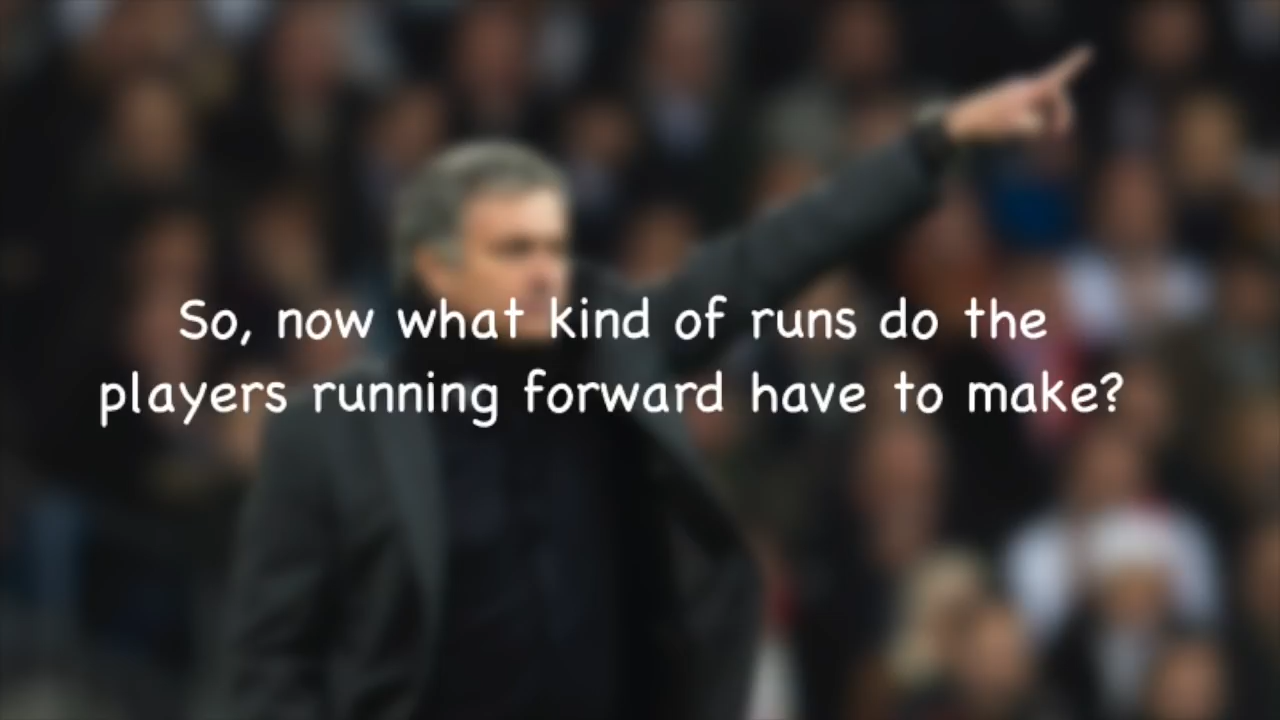 So, now what kind of runs do the
players running forward have to make?